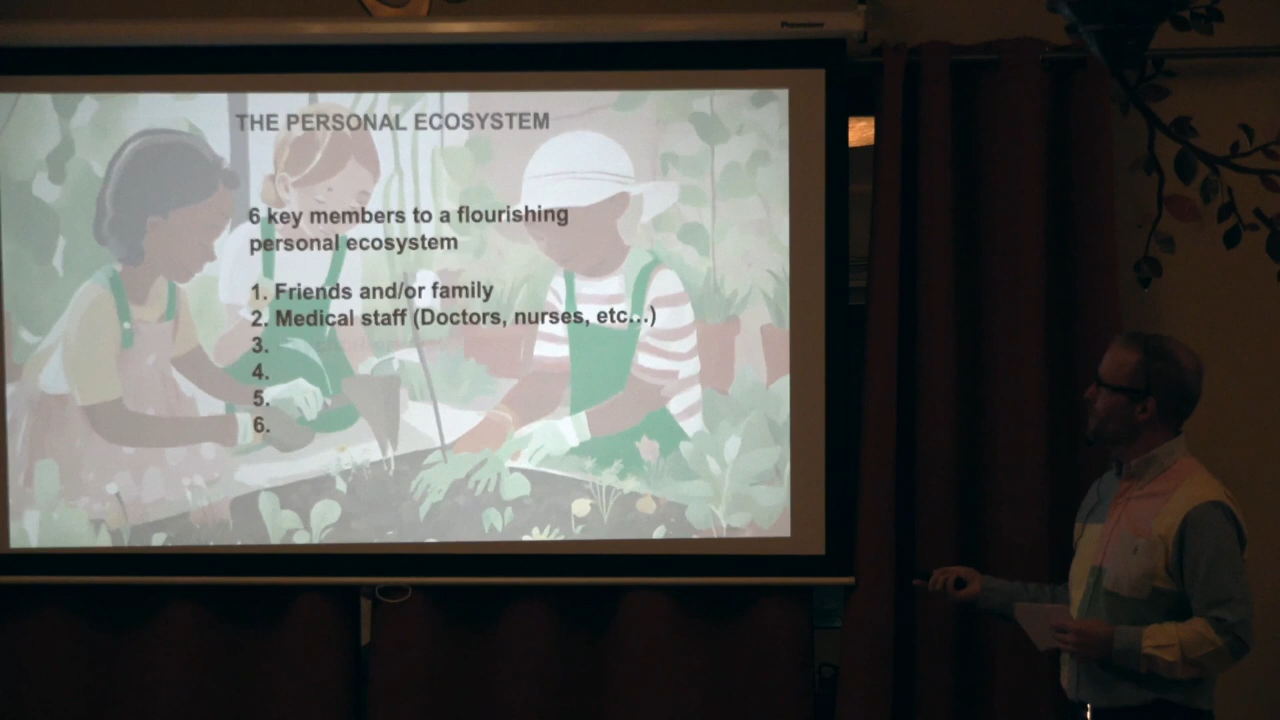 THE PERSONAL ECOSYSTEM
6 key members to a flourishing
personal ecosystem
1. Friends and/or family
2. Medical staff (Doctors, nurses, etc...)
3.
4.
5.
6.